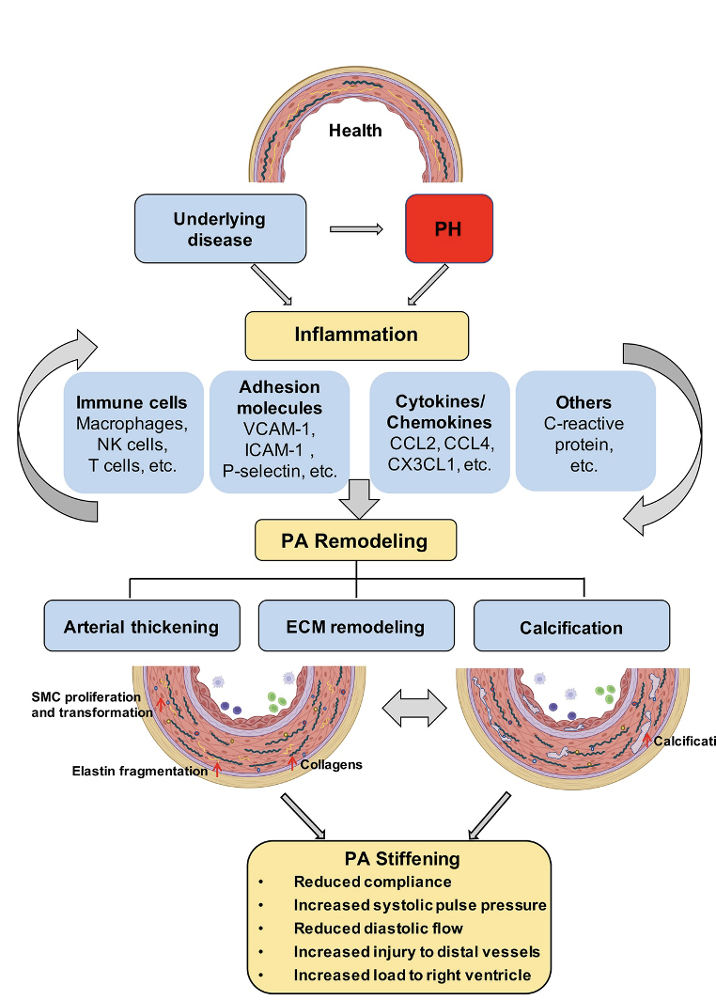 Health
Underlying
disease
PH
Inflammation
Immune cells
Macrophages,
NK cells,
T cells, etc.
Adhesion
molecules
VCAM-1,
ICAM-1 ,
P-selectin, etc.
Cytokines/
Chemokines
CCL2, CCL4,
CX3CL1, etc.
Others
C-reactive
protein,
etc.
PA Remodeling
Arterial thickening
ECM remodeling
Calcification
SMC proliferation
and transformation
Elastin fragmentation
Collagens
Calcificati
PA Stiffening
• Reduced compliance
• Increased systolic pulse pressure
• Reduced diastolic flow
• Increased injury to distal vessels
• Increased load to right ventricle